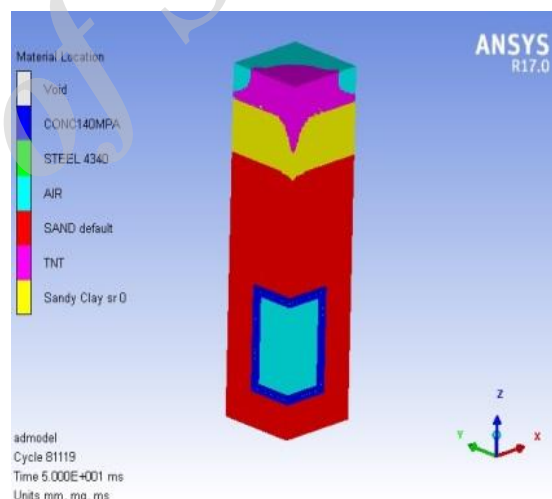 of S
ANSYS
R17.0
Material Location
Void
CONC140MPA
STEEL 4340
AIR
SAND default
TNT
Sandy Clay sr 0
Z
Y
X
admodel
Cycle 81119
Time 5.000E+001 ms
Units mm, mg, ms